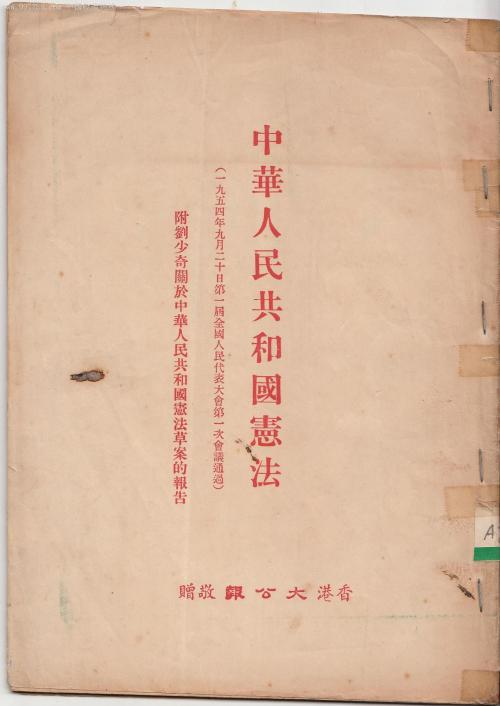 中華人民共和國憲法
（一九五四年九月二十日第一屆全國人民代表大會第一次會議通過）
附劉少奇關於中華人民共和國憲法草案的報告
香港大公報敬贈
A